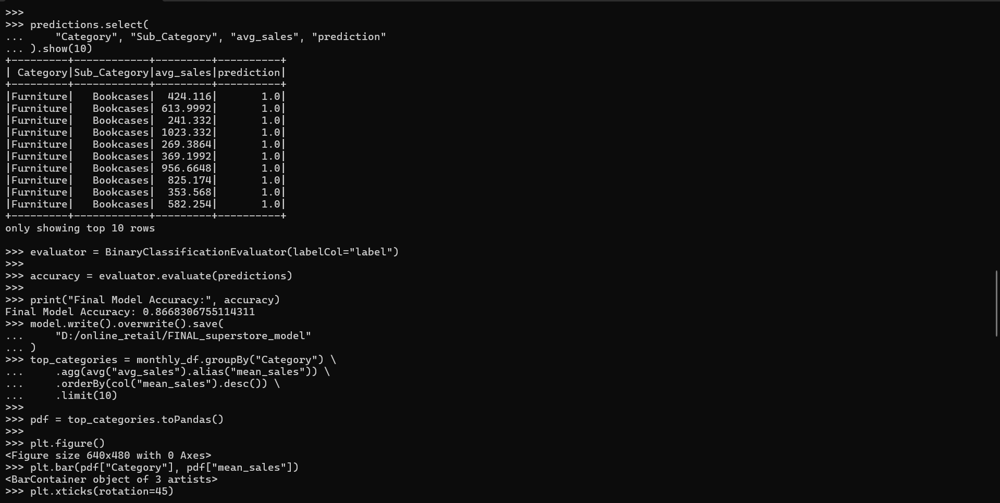 >>>
>>> predictions.select(
...     "Category", "Sub_Category", "avg_sales", "prediction"
... ).show(10)
+---------+------------+---------+----------+
| Category|Sub_Category|avg_sales|prediction|
+---------+------------+---------+----------+
|Furniture|   Bookcases|  424.116|       1.0|
|Furniture|   Bookcases| 613.9992|       1.0|
|Furniture|   Bookcases|  241.332|       1.0|
|Furniture|   Bookcases| 1023.332|       1.0|
|Furniture|   Bookcases| 269.3864|       1.0|
|Furniture|   Bookcases| 369.1992|       1.0|
|Furniture|   Bookcases| 956.6648|       1.0|
|Furniture|   Bookcases|  825.174|       1.0|
|Furniture|   Bookcases|  353.568|       1.0|
|Furniture|   Bookcases|  582.254|       1.0|
+---------+------------+---------+----------+
only showing top 10 rows

>>> evaluator = BinaryClassificationEvaluator(labelCol="label")
>>>
>>> accuracy = evaluator.evaluate(predictions)
>>>
>>> print("Final Model Accuracy:", accuracy)
Final Model Accuracy: 0.8668306755114311
>>> model.write().overwrite().save(
...     "D:/online_retail/FINAL_superstore_model"
... )
>>> top_categories = monthly_df.groupBy("Category") \
...     .agg(avg("avg_sales").alias("mean_sales")) \
...     .orderBy(col("mean_sales").desc()) \
...     .limit(10)
>>>
>>> pdf = top_categories.toPandas()
>>>
>>> plt.figure()
<Figure size 640x480 with 0 Axes>
>>> plt.bar(pdf["Category"], pdf["mean_sales"])
<BarContainer object of 3 artists>
>>> plt.xticks(rotation=45)